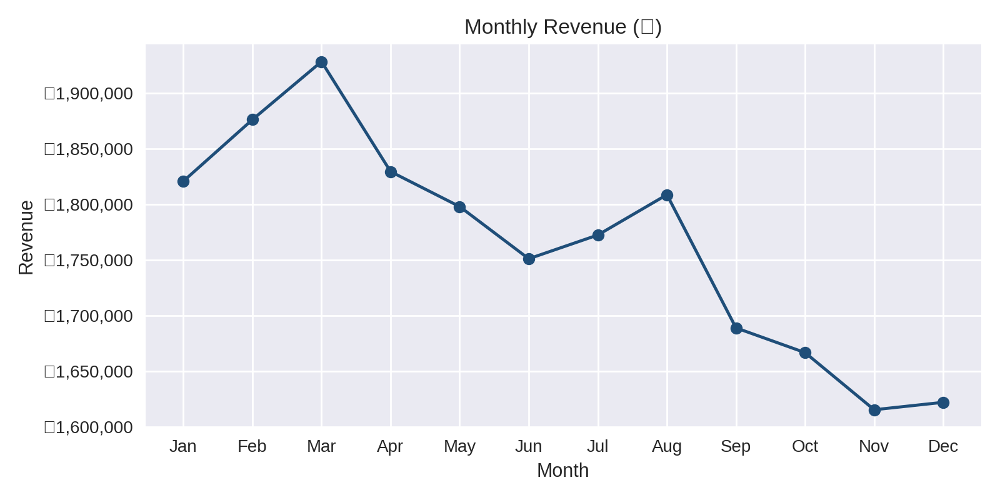 Monthly Revenue (□)
□1,900,000
□1,850,000
□1,800,000
□1,750,000
□1,700,000
□1,650,000
□1,600,000
Revenue
Jan Feb Mar Apr May Jun Jul Aug Sep Oct Nov Dec
Month